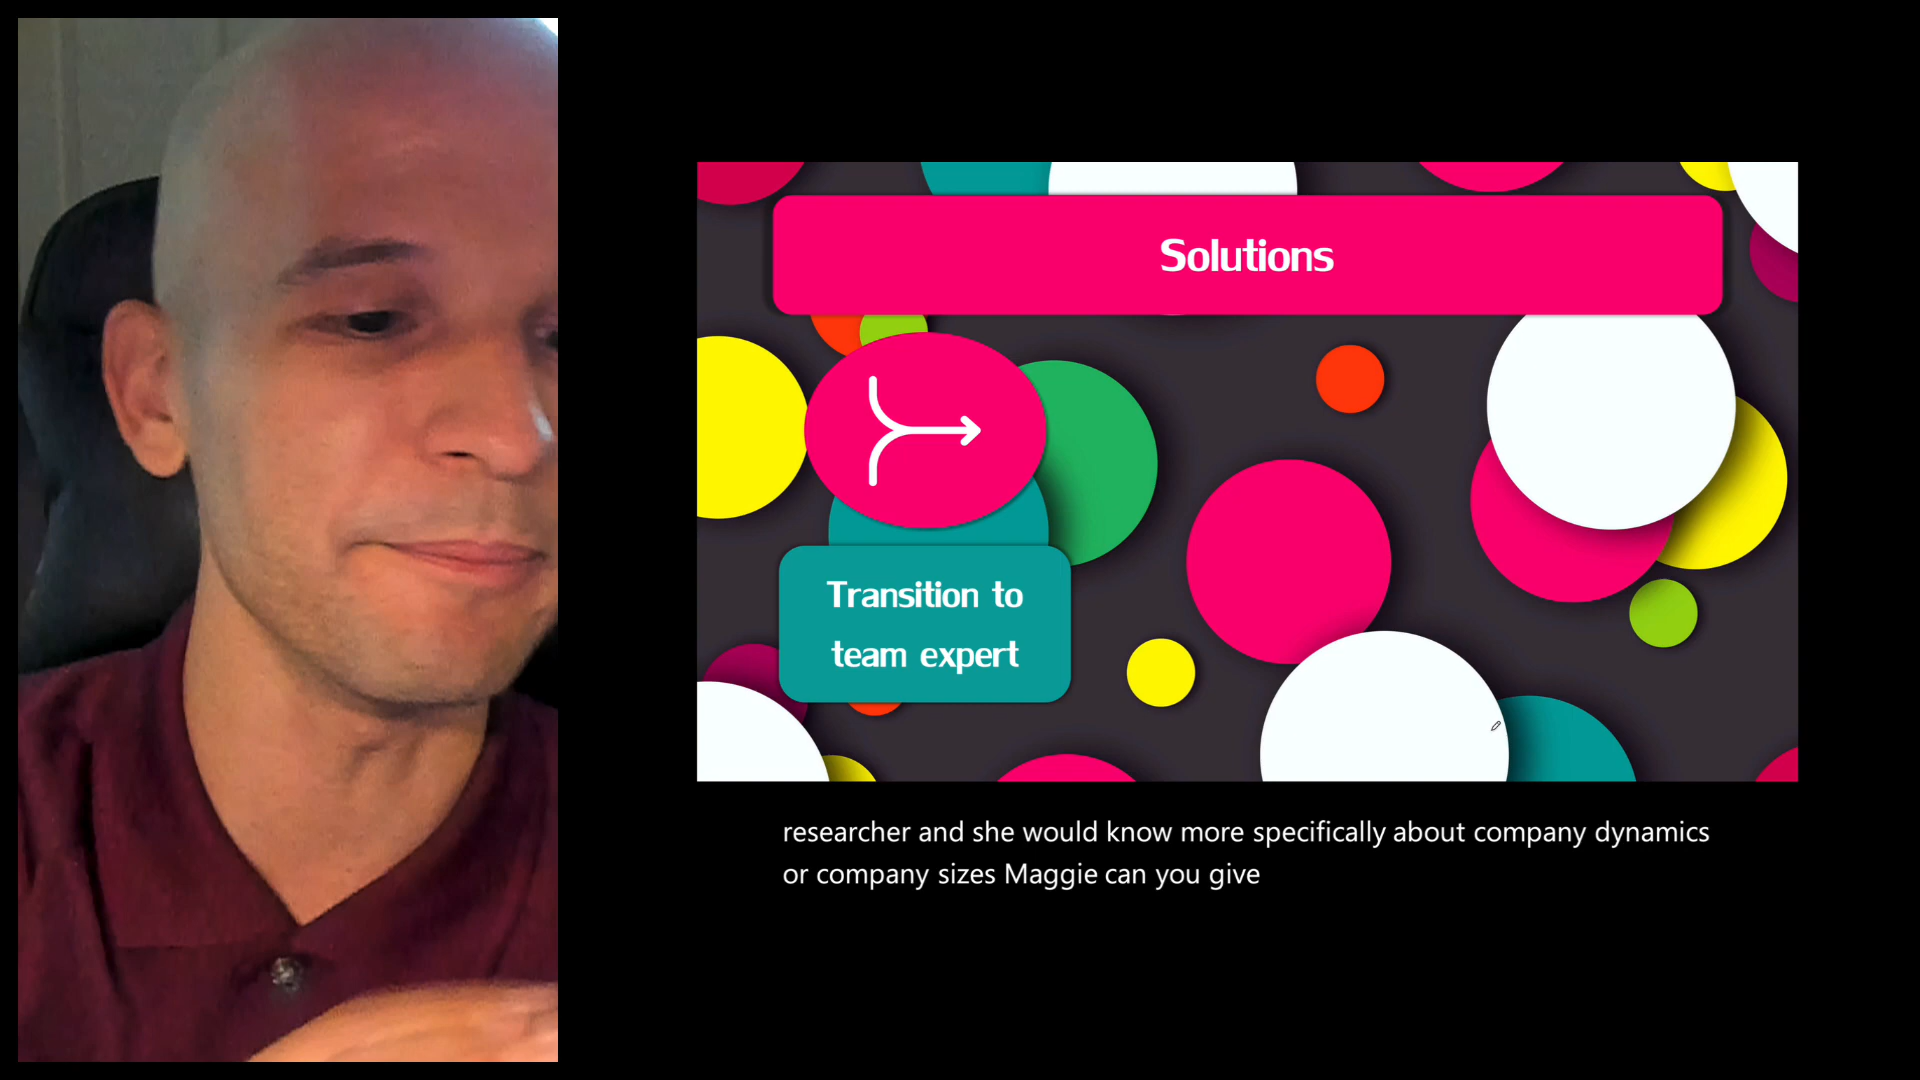 Solutions
Transition to
team expert
researcher and she would know more specifically about company dynamics
or company sizes Maggie can you give